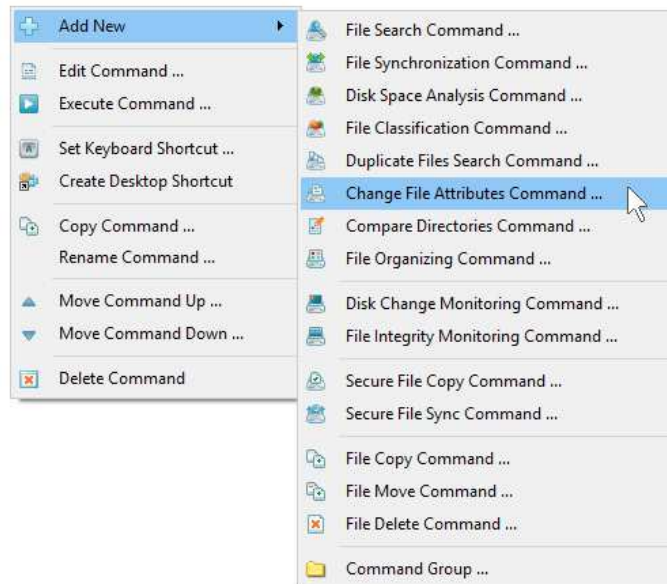 Add New
Edit Command ...
Execute Command ...
Set Keyboard Shortcut ...
Create Desktop Shortcut
Copy Command ...
Rename Command ...
Move Command Up ...
Move Command Down ...
Delete Command
File Search Command ...
File Synchronization Command ...
Disk Space Analysis Command ...
File Classification Command ...
Duplicate Files Search Command ...
Change File Attributes Command ...
Compare Directories Command ...
File Organizing Command ...
Disk Change Monitoring Command ...
File Integrity Monitoring Command ...
Secure File Copy Command ...
Secure File Sync Command ...
File Copy Command ...
File Move Command ...
File Delete Command ...
Command Group ...